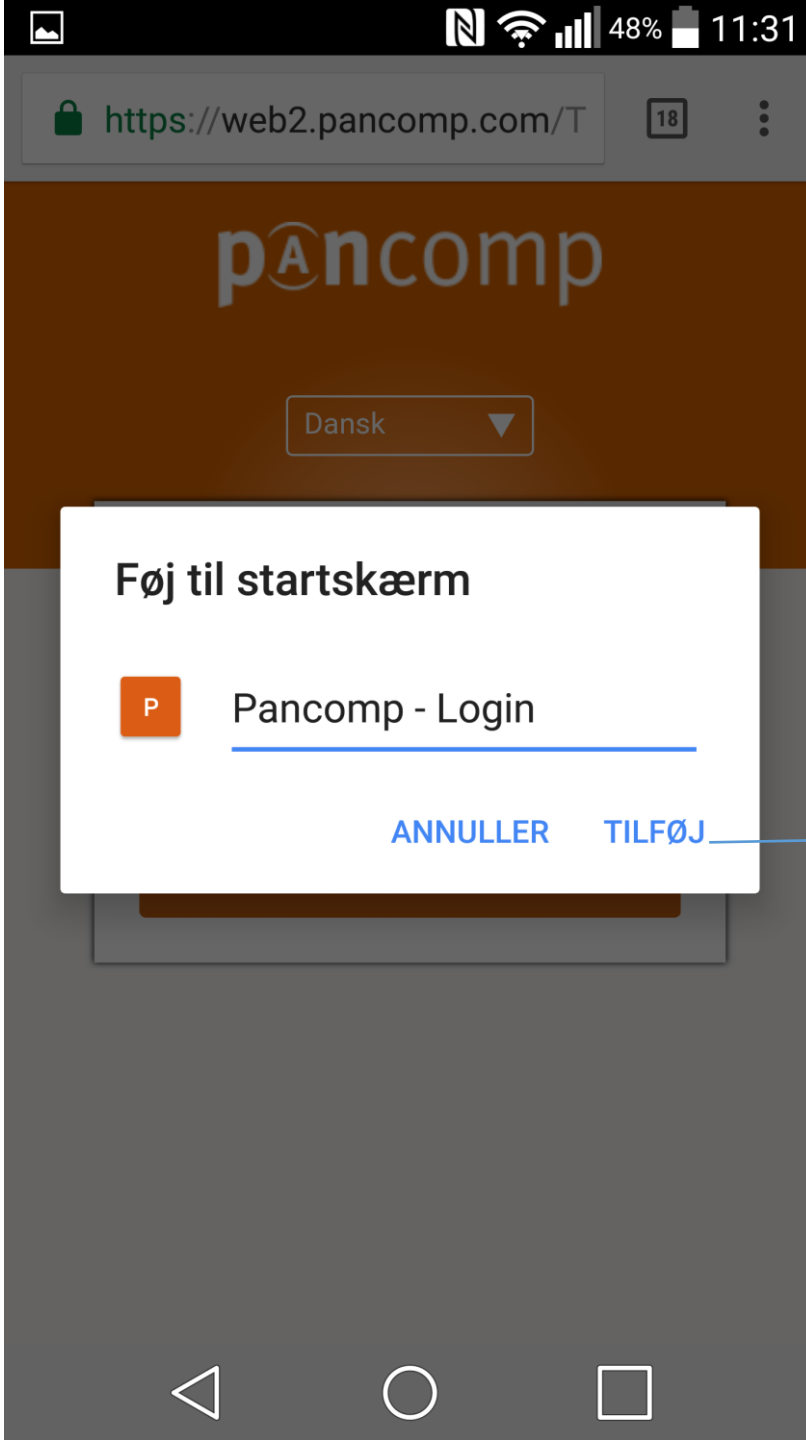 48% 11:31
https://web2.pancomp.com/T 18
pancomp
Dansk
Føj til startskærm
P Pancomp - Login
ANNULLER TILFØJ